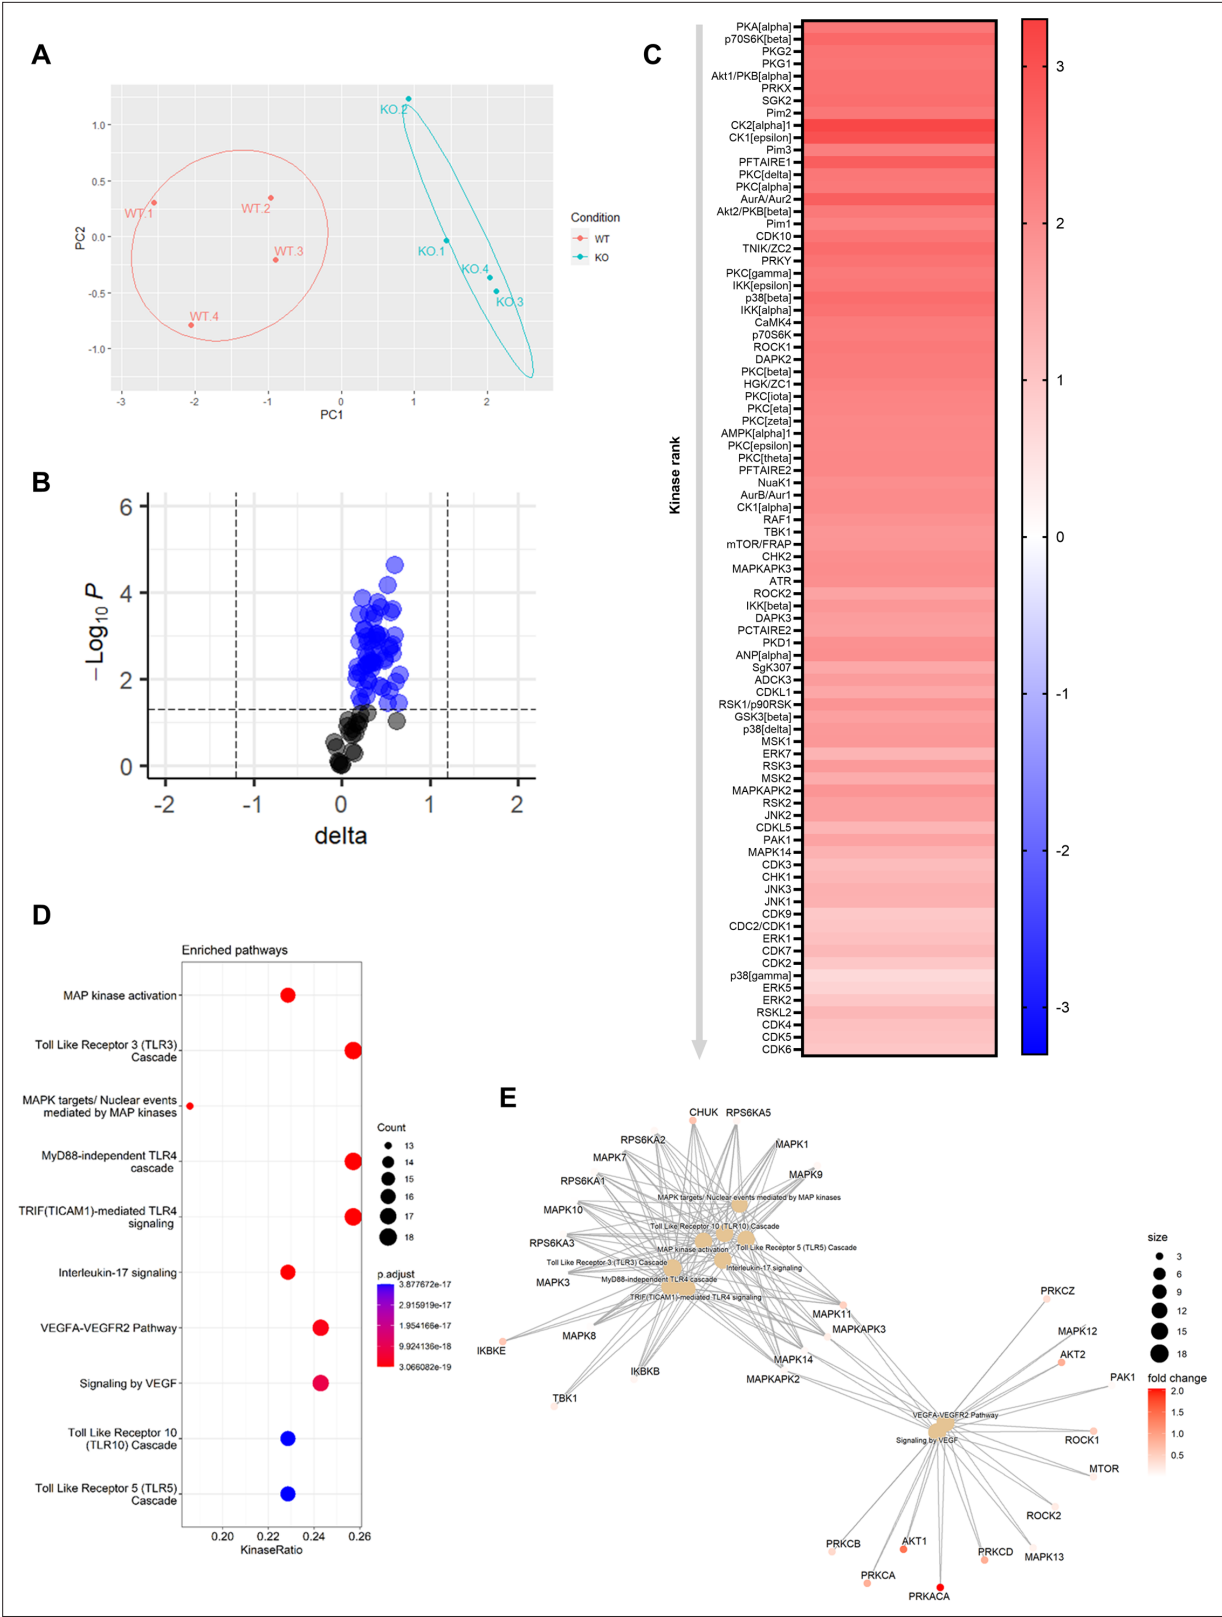 A
KO.2
1.0
0.5
0.0
-0.5
-1.0
PC2
WT.1
WT.2
WT.3
WT.4
KO.1
KO.4
KO.3
-3
-2
-1
0
1
2
PC1
Condition
WT
KO
B
6
4
2
0
-Log10 P
-2
-1
0
1
2
delta
C
Kinase rank
PKA[alpha]
p70S6K[beta]
PKG2
PKG1
Akt1/PKB[alpha]
PRKX
SGK2
Pim2
CK2[alpha]1
CK1[epsilon]
Pim3
PFTAIRE1
PKC[delta]
PKC[alpha]
AurA/Aur2
Akt2/PKB[beta]
Pim1
CDK10
TNIK/ZC2
PRKY
PKC[gamma]
IKK[epsilon]
p38[beta]
IKK[alpha]
CaMK4
p70S6K
ROCK1
DAPK2
PKC[beta]
HGK/ZC1
PKC[iota]
PKC[eta]
PKC[zeta]
AMPK[alpha]1
PKC[epsilon]
PKC[theta]
PFTAIRE2
NuaK1
AurB/Aur1
CK1[alpha]
RAF1
TBK1
mTOR/FRAP
CHK2
MAPKAPK3
ATR
ROCK2
IKK[beta]
DAPK3
PCTAIRE2
PKD1
ANP[alpha]
SgK307
ADCK3
CDKL1
RSK1/p90RSK
GSK3[beta]
p38[delta]
MSK1
ERK7
RSK3
MSK2
MAPKAPK2
RSK2
JNK2
CDKL5
PAK1
MAPK14
CDK3
CHK1
JNK3
JNK1
CDK9
CDC2/CDK1
ERK1
CDK7
CDK2
p38[gamma]
ERK5
ERK2
RSKL2
CDK4
CDK5
CDK6
3
2
1
0
-1
-2
-3
D
Enriched pathways
MAP kinase activation
Toll Like Receptor 3 (TLR3)
Cascade
MAPK targets/ Nuclear events
mediated by MAP kinases
MyD88-independent TLR4
cascade
TRIF(TICAM1)-mediated TLR4
signaling
Interleukin-17 signaling
VEGFA-VEGFR2 Pathway
Signaling by VEGF
Toll Like Receptor 10
(TLR10) Cascade
Toll Like Receptor 5 (TLR5)
Cascade
0.20
0.22
0.24
0.26
KinaseRatio
Count
13
14
15
16
17
18
p.adjust
3.877672e-17
2.915919e-17
1.954166e-17
9.924136e-18
3.066082e-19
E
CHUK
RPS6KA5
RPS6KA2
MAPK1
MAPK7
MAPK9
RPS6KA1
MAPK10
RPS6KA3
MAPK3
MAPK8
IKBKE
IKBKB
TBK1
MAPK targets/ Nuclear events mediated by MAP kinases
Toll Like Receptor 10 (TLR10) Cascade
MAPK kinase activation
Toll Like Receptor 5 (TLR5) Cascade
Toll Like Receptor 3 (TLR3) Cascade
Interleukin-17 signaling
MyD88-independent TLR4 cascade
TRIF(TICAM1)-mediated TLR4 signaling
MAPK11
MAPKAPK3
MAPK14
MAPKAPK2
PRKCZ
MAPK12
AKT2
PAK1
VEGFA-VEGFR2 Pathway
Signaling by VEGF
ROCK1
MTOR
ROCK2
MAPK13
PRKCD
AKT1
PRKCB
PRKCA
PRKACA
size
3
6
9
12
15
18
fold change
2.0
1.5
1.0
0.5